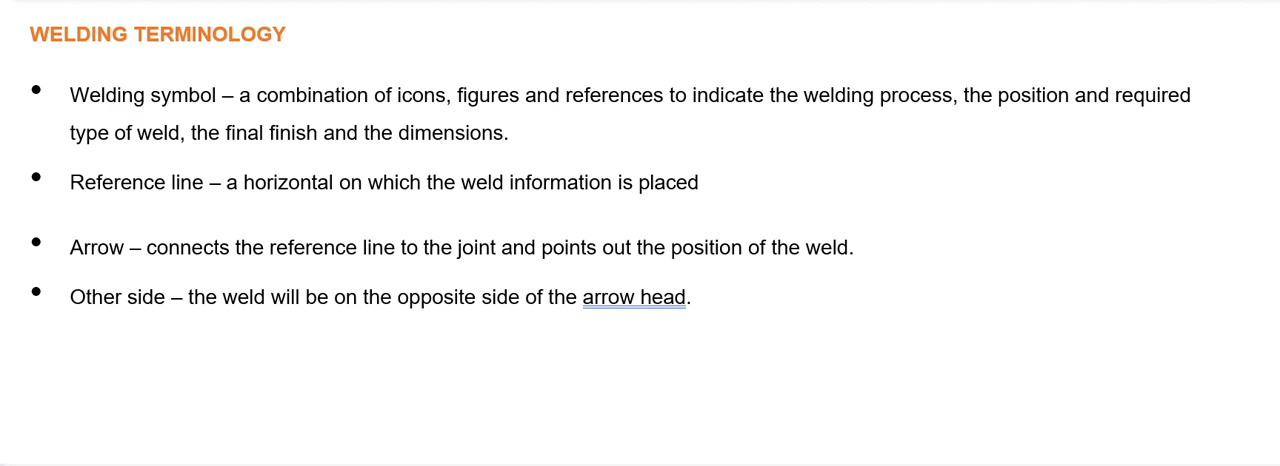 WELDING TERMINOLOGY
• Welding symbol – a combination of icons, figures and references to indicate the welding process, the position and required
type of weld, the final finish and the dimensions.
• Reference line – a horizontal on which the weld information is placed
• Arrow – connects the reference line to the joint and points out the position of the weld.
• Other side – the weld will be on the opposite side of the arrow head.